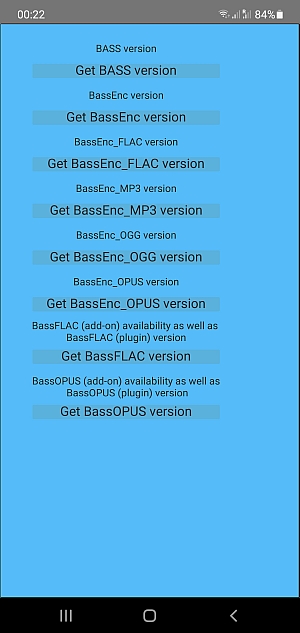 00:22 84%
BASS version
Get BASS version
BassEnc version
Get BassEnc version
BassEnc_FLAC version
Get BassEnc_FLAC version
BassEnc_MP3 version
Get BassEnc_MP3 version
BassEnc_OGG version
Get BassEnc_OGG version
BassEnc_OPUS version
Get BassEnc_OPUS version
BassFLAC (add-on) availability as well as
BassFLAC (plugin) version
Get BassFLAC version
BassOPUS (add-on) availability as well as
BassOPUS (plugin) version
Get BassOPUS version